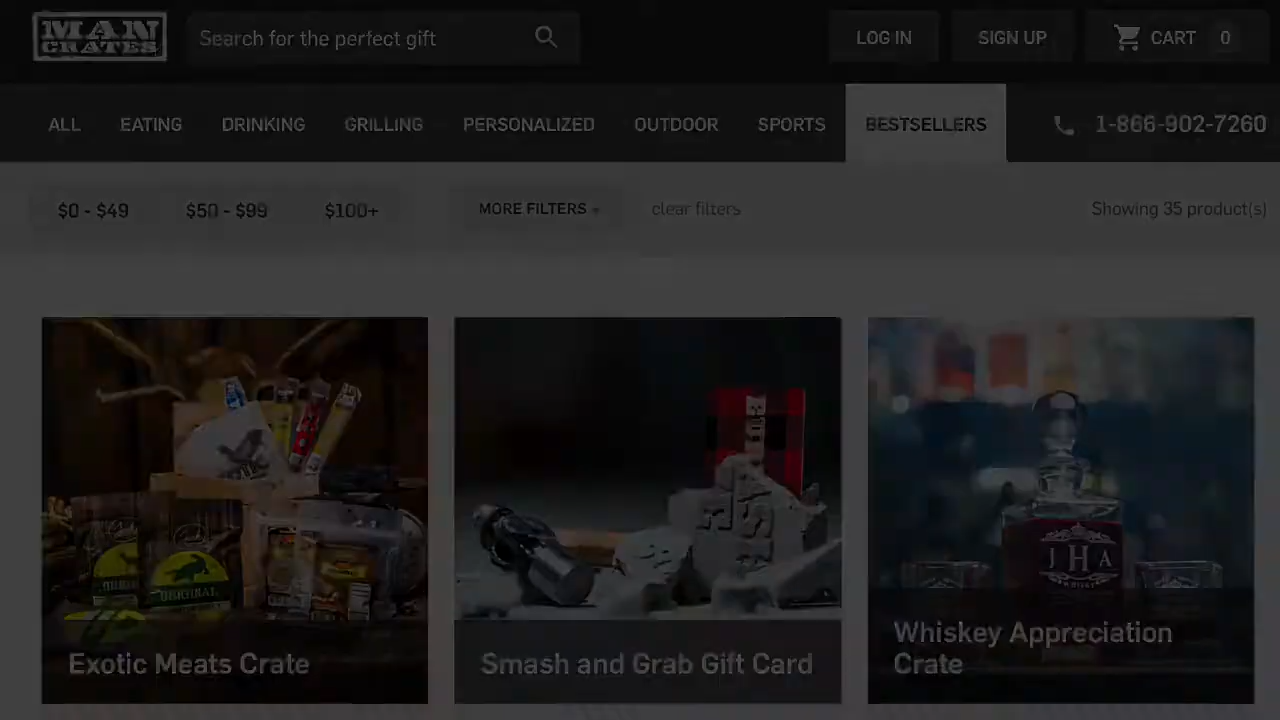 MAN
CRATES
Search for the perfect gift
LOG IN
SIGN UP
CART 0
ALL
EATING
DRINKING
GRILLING
PERSONALIZED
OUTDOOR
SPORTS
BESTSELLERS
1-866-902-7260
$0 - $49
$50 - $99
$100+
MORE FILTERS
clear filters
Showing 35 product(s)
ORIGINAL
JHA
Exotic Meats Crate
Smash and Grab Gift Card
Whiskey Appreciation
Crate